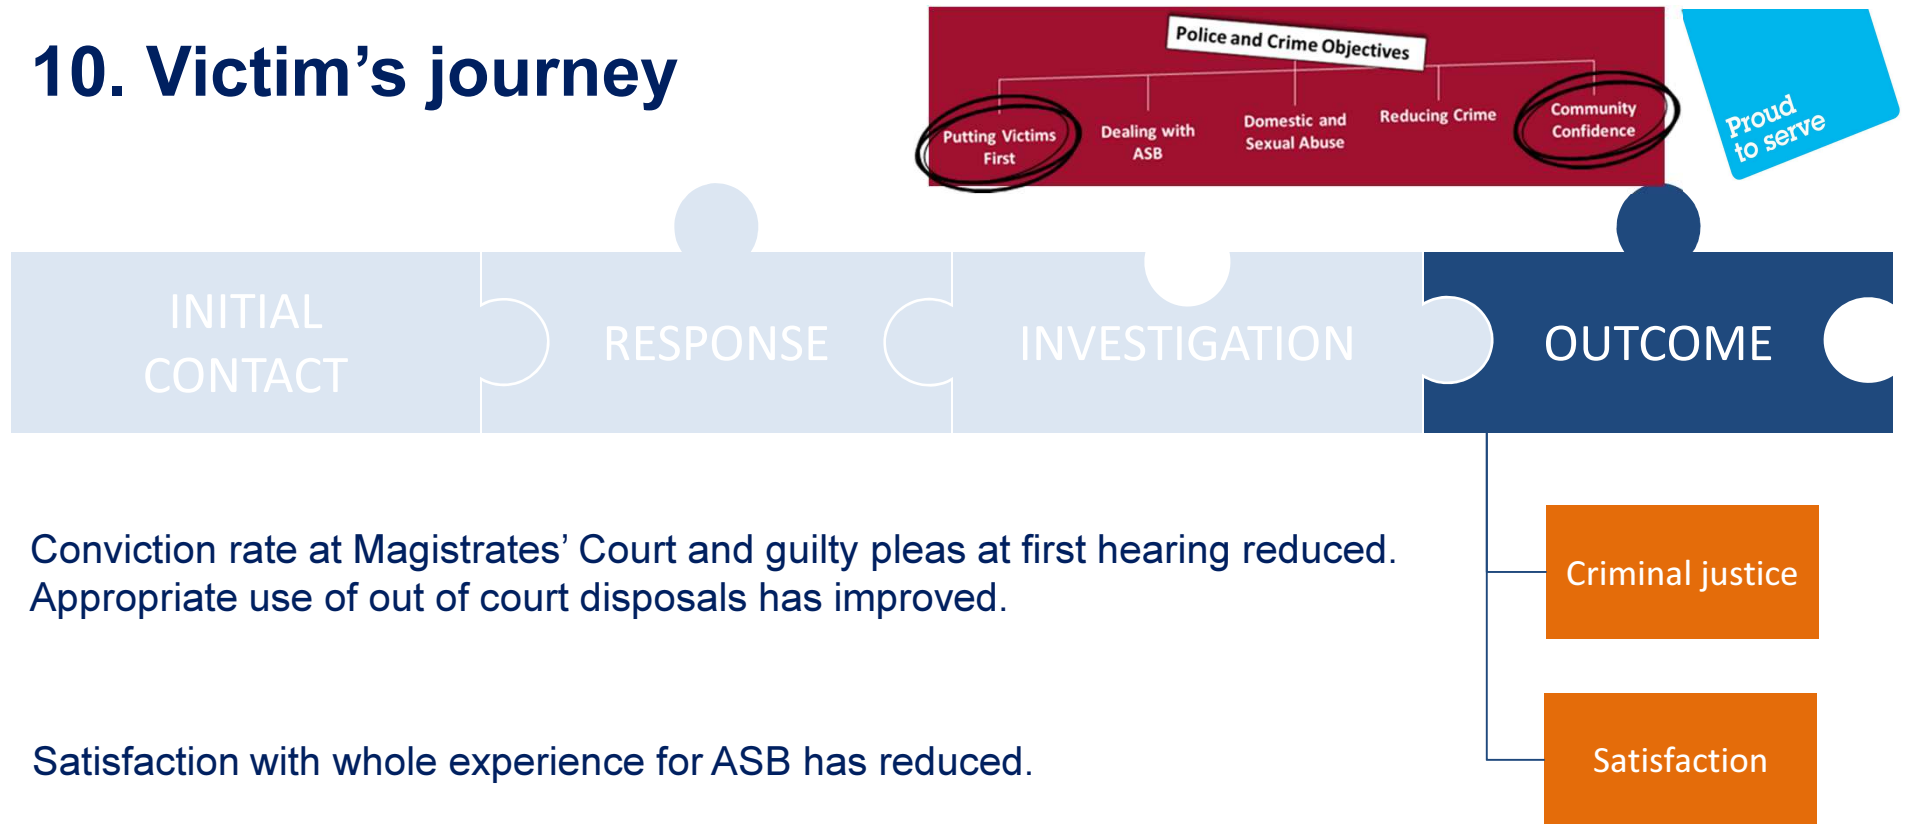 10. Victim’s journey
Police and Crime Objectives
Putting Victims
First
Dealing with
ASB
Domestic and
Sexual Abuse
Reducing Crime
Community
Confidence
Proud
to serve
INITIAL
CONTACT
RESPONSE
INVESTIGATION
OUTCOME
Conviction rate at Magistrates’ Court and guilty pleas at first hearing reduced.
Appropriate use of out of court disposals has improved.
Criminal justice
Satisfaction with whole experience for ASB has reduced.
Satisfaction